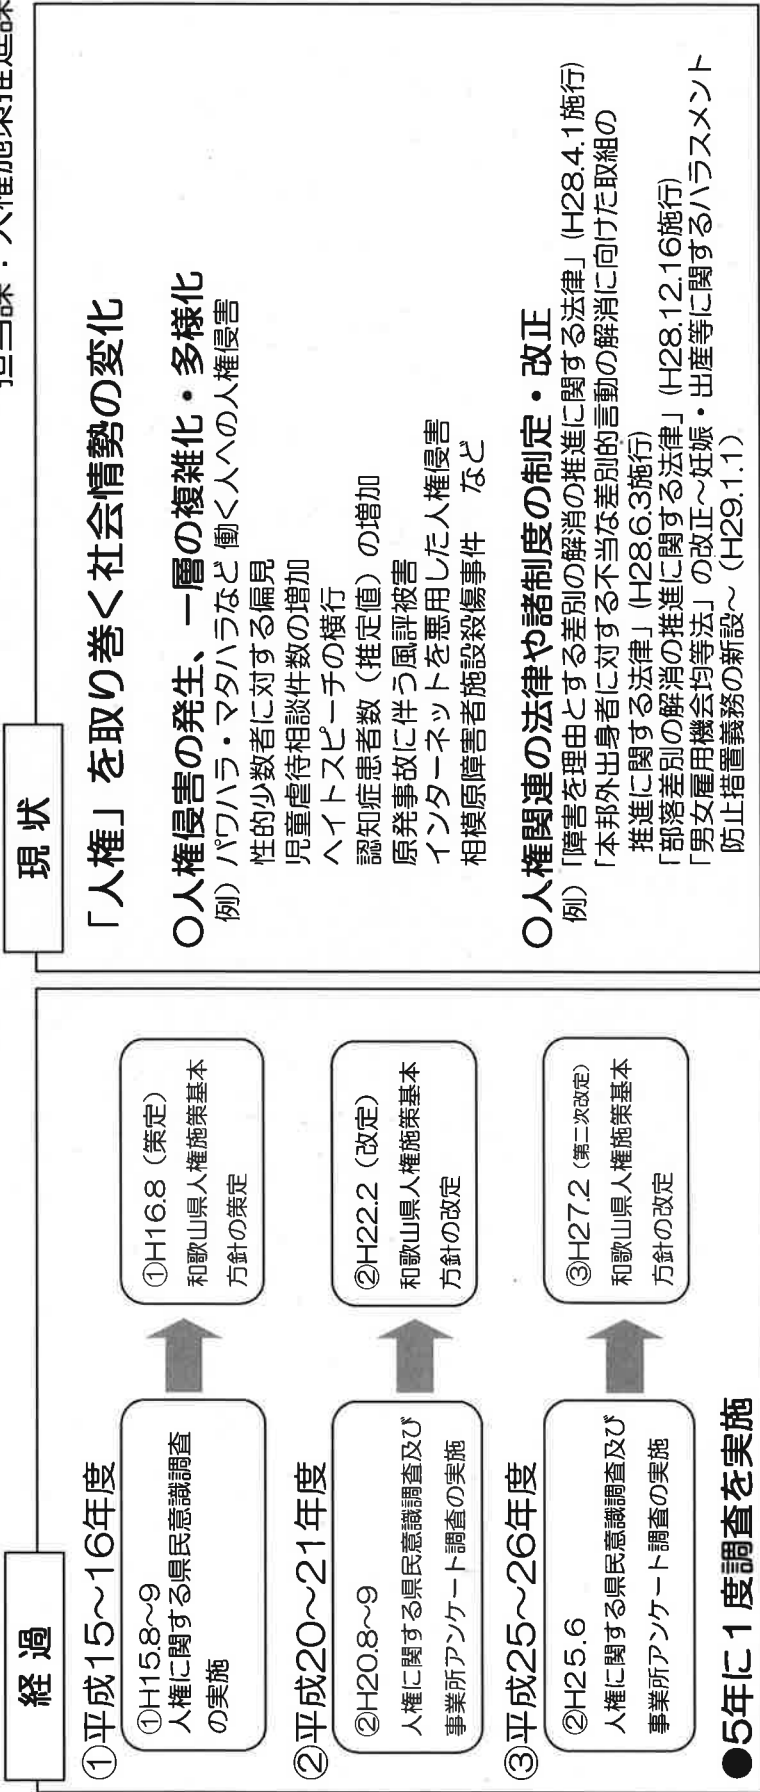 担当課：人権施策推進課
経過
①平成15～16年度
①H15.8～9
人権に関する県民意識調査
の実施
①H16.8（策定）
和歌山県人権施策基本
方針の策定
②平成20～21年度
②H20.8～9
人権に関する県民意識調査及び
事業所アンケート調査の実施
②H22.2（改定）
和歌山県人権施策基本
方針の改定
③平成25～26年度
②H25.6
人権に関する県民意識調査及び
事業所アンケート調査の実施
③H27.2（第二次改定）
和歌山県人権施策基本
方針の改定
●5年に1度調査を実施
現状
「人権」を取り巻く社会情勢の変化
〇人権侵害の発生、一層の複雑化・多様化
例）パワハラ・マタハラなど 働く人への人権侵害
性的少数者に対する偏見
児童虐待相談件数の増加
ヘイトスピーチの横行
認知症患者数（推定値）の増加
原発事故に伴う風評被害
インターネットを悪用した人権侵害
相模原障害者施設殺傷事件　など
〇人権関連の法律や諸制度の制定・改正
例）「障害を理由とする差別の解消の推進に関する法律」（H28.4.1施行）
「本邦外出身者に対する不当な差別的言動の解消に向けた取組の
推進に関する法律」（H28.6.3施行）
「部落差別の解消の推進に関する法律」（H28.12.16施行）
「男女雇用機会均等法」の改正～妊娠・出産等に関するハラスメント
防止措置義務の新設～（H29.1.1）